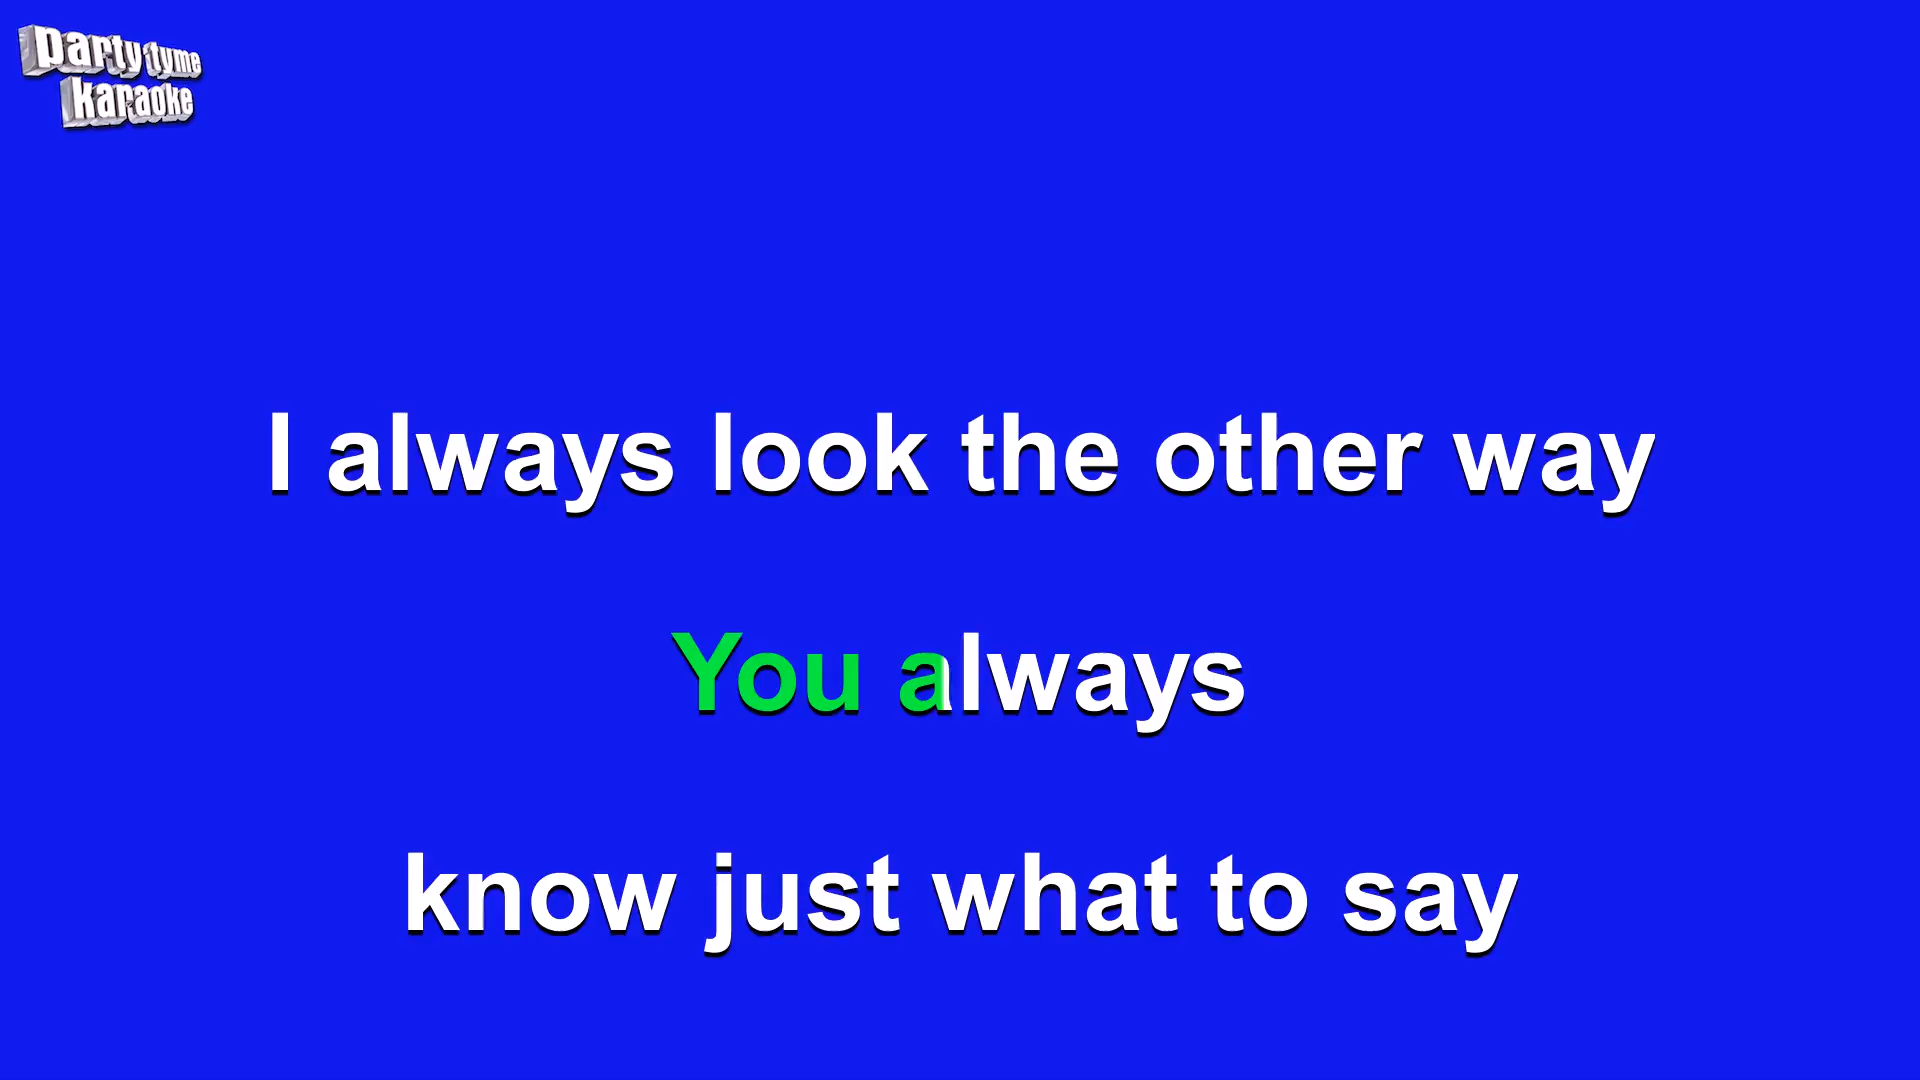 party tyme
karaoke
I always look the other way
You always
know just what to say